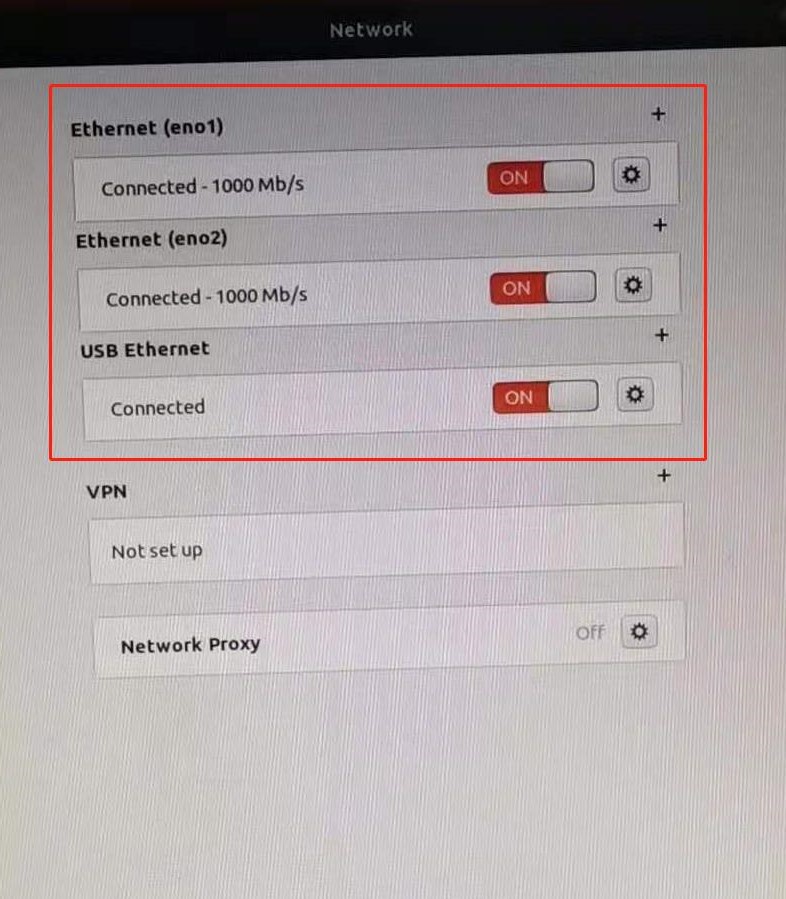 Network
Ethernet (eno1)
+
Connected - 1000 Mb/s
ON
Ethernet (eno2)
+
Connected - 1000 Mb/s
ON
USB Ethernet
+
Connected
ON
VPN
+
Not set up
Network Proxy
Off